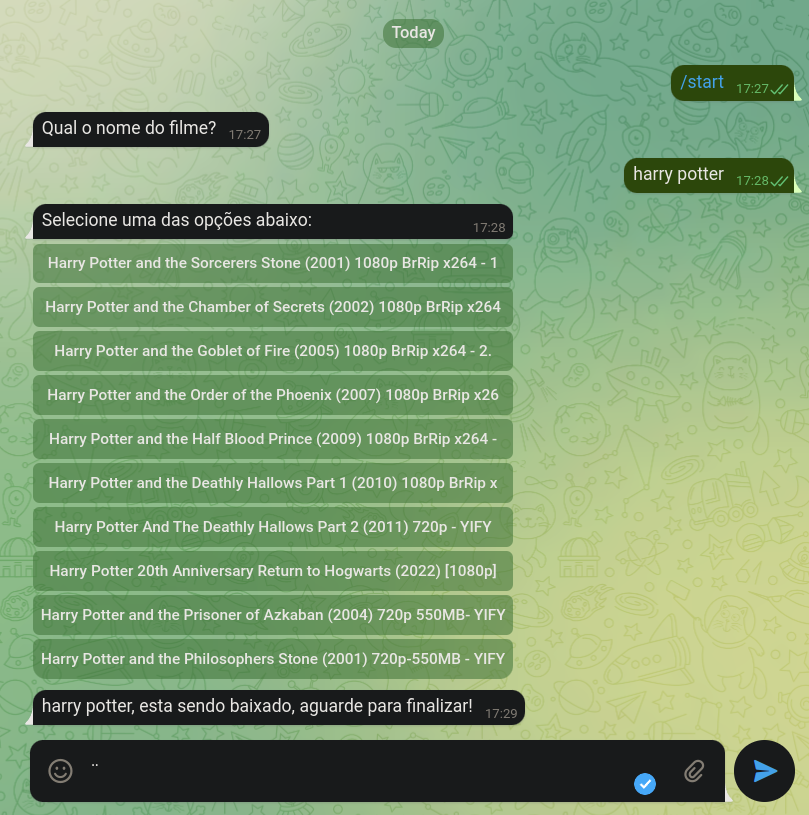 Today
/start 17:27
Qual o nome do filme? 17:27
harry potter 17:28
Selecione uma das opções abaixo: 17:28
Harry Potter and the Sorcerers Stone (2001) 1080p BrRip x264 - 1
Harry Potter and the Chamber of Secrets (2002) 1080p BrRip x264
Harry Potter and the Goblet of Fire (2005) 1080p BrRip x264 - 2.
Harry Potter and the Order of the Phoenix (2007) 1080p BrRip x26
Harry Potter and the Half Blood Prince (2009) 1080p BrRip x264 -
Harry Potter and the Deathly Hallows Part 1 (2010) 1080p BrRip x
Harry Potter And The Deathly Hallows Part 2 (2011) 720p - YIFY
Harry Potter 20th Anniversary Return to Hogwarts (2022) [1080p]
Harry Potter and the Prisoner of Azkaban (2004) 720p 550MB- YIFY
Harry Potter and the Philosophers Stone (2001) 720p-550MB - YIFY
harry potter, esta sendo baixado, aguarde para finalizar! 17:29
..